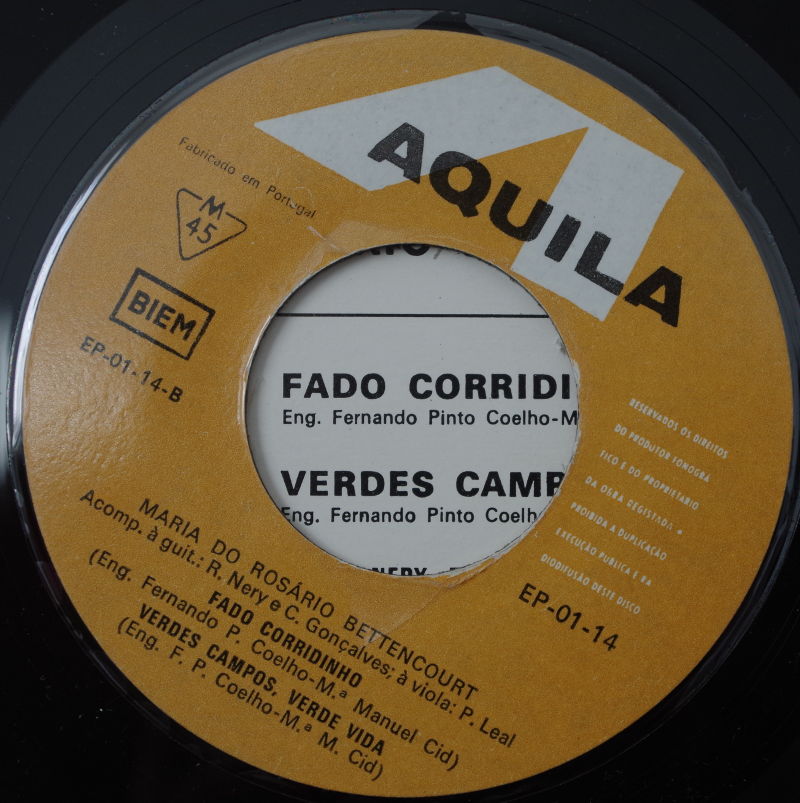 AQUILA
Fabricado em Portugal
M
45
BIEM
EP-01-14-B
FADO CORRIDI
Eng. Fernando Pinto Coelho-M
VERDES CAMP
Eng. Fernando Pinto Coelh
RESERVADOS OS DIREITOS
DO PRODUTOR SONOGRÁ
FICO E DO PROPRIETARIO
DA OBRA REGISTADA •
PROIBIDA A DUPLICAÇÃO
EXECUÇÃO PUBLICA E RA
DIODIFUSÃO DESTE DISCO
EP-01-14
MARIA DO ROSÁRIO BETTENCOURT
Acomp. à guit.: R. Nery e C. Gonçalves; à viola: P. Leal
FADO CORRIDINHO
(Eng. Fernando P. Coelho-M.ª Manuel Cid)
VERDES CAMPOS, VERDE VIDA
(Eng. F. P. Coelho-M.ª M. Cid)